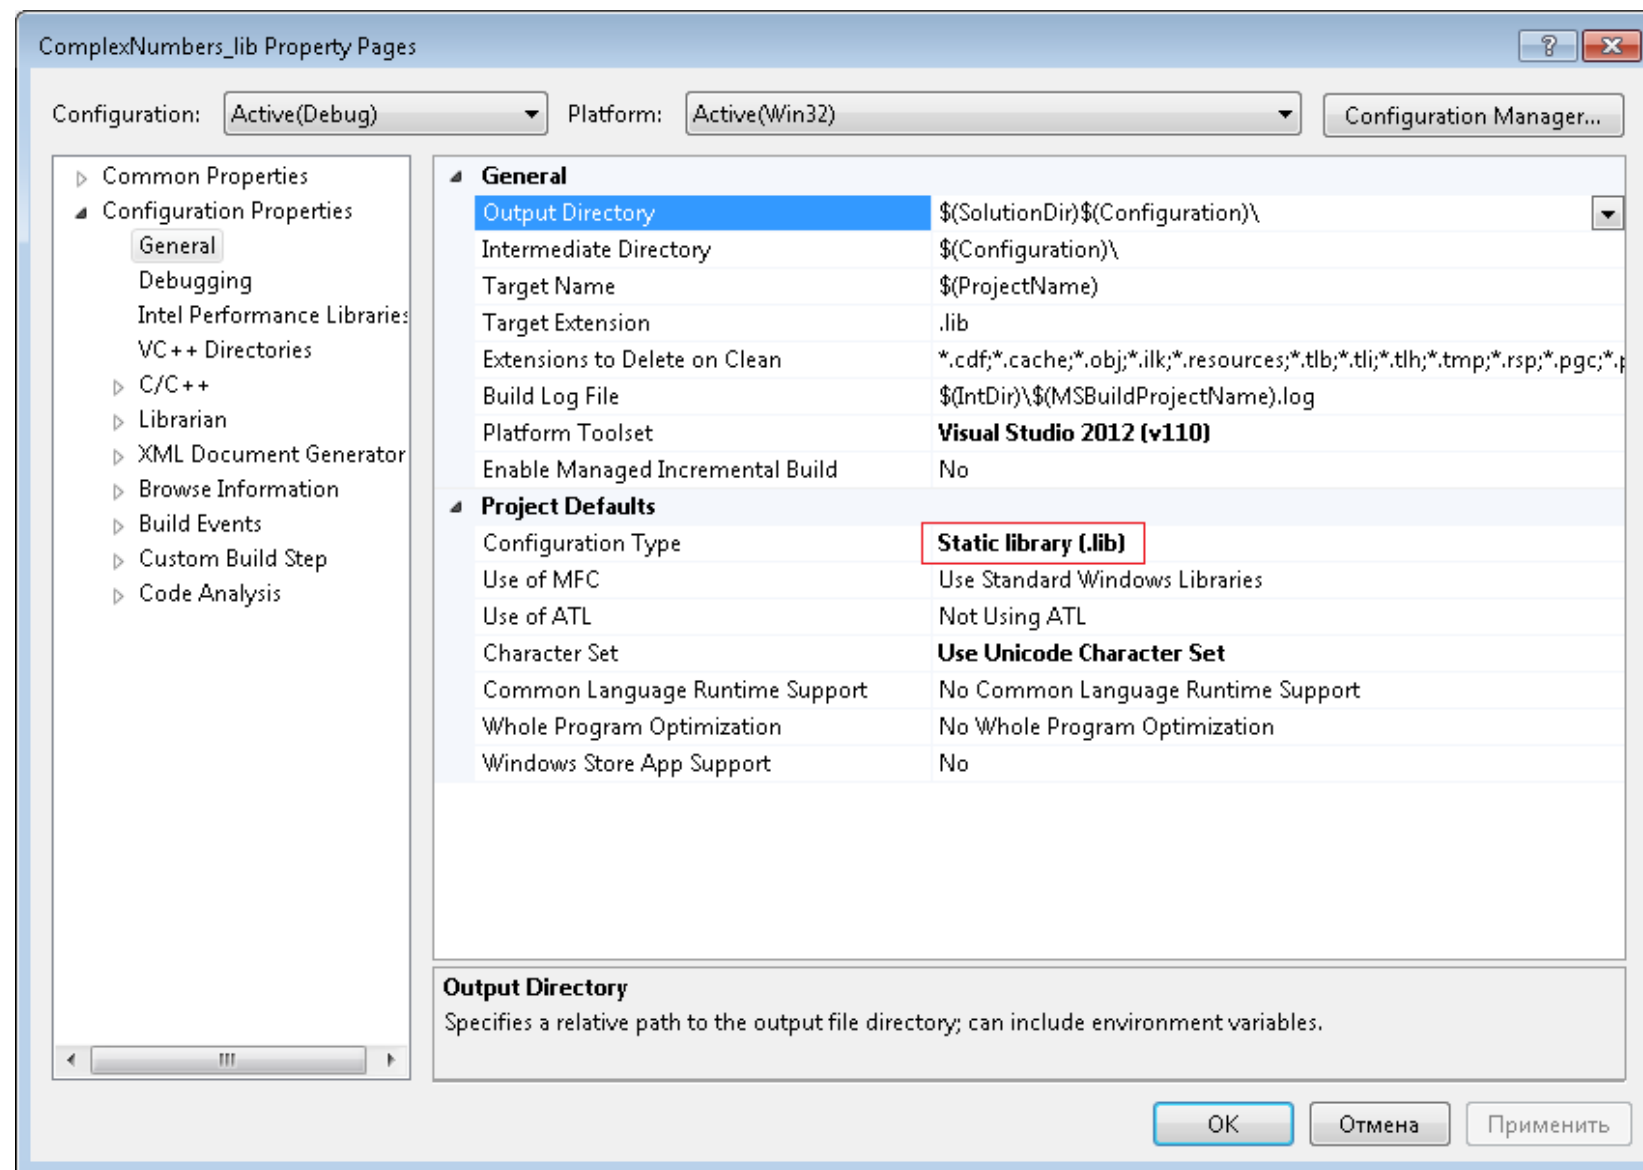 ComplexNumbers_lib Property Pages
Configuration: Active(Debug) Platform: Active(Win32) Configuration Manager...
Common Properties
Configuration Properties
General
Debugging
Intel Performance Libraries
VC++ Directories
C/C++
Librarian
XML Document Generator
Browse Information
Build Events
Custom Build Step
Code Analysis
General
Output Directory $(SolutionDir)$(Configuration)\
Intermediate Directory $(Configuration)\
Target Name $(ProjectName)
Target Extension .lib
Extensions to Delete on Clean *.cdf;*.cache;*.obj;*.ilk;*.resources;*.tlb;*.tli;*.tlh;*.tmp;*.rsp;*.pgc;*.p
Build Log File $(IntDir)\$(MSBuildProjectName).log
Platform Toolset Visual Studio 2012 (v110)
Enable Managed Incremental Build No
Project Defaults
Configuration Type Static library (.lib)
Use of MFC Use Standard Windows Libraries
Use of ATL Not Using ATL
Character Set Use Unicode Character Set
Common Language Runtime Support No Common Language Runtime Support
Whole Program Optimization No Whole Program Optimization
Windows Store App Support No
Output Directory
Specifies a relative path to the output file directory; can include environment variables.
OK Отмена Применить